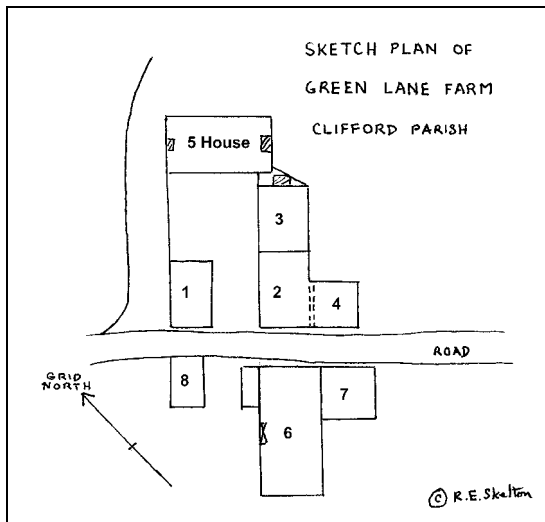 SKETCH PLAN OF
GREEN LANE FARM
CLIFFORD PARISH
5 House
3
1
2
4
ROAD
GRID
NORTH
8
7
6
© R.E.Skelton